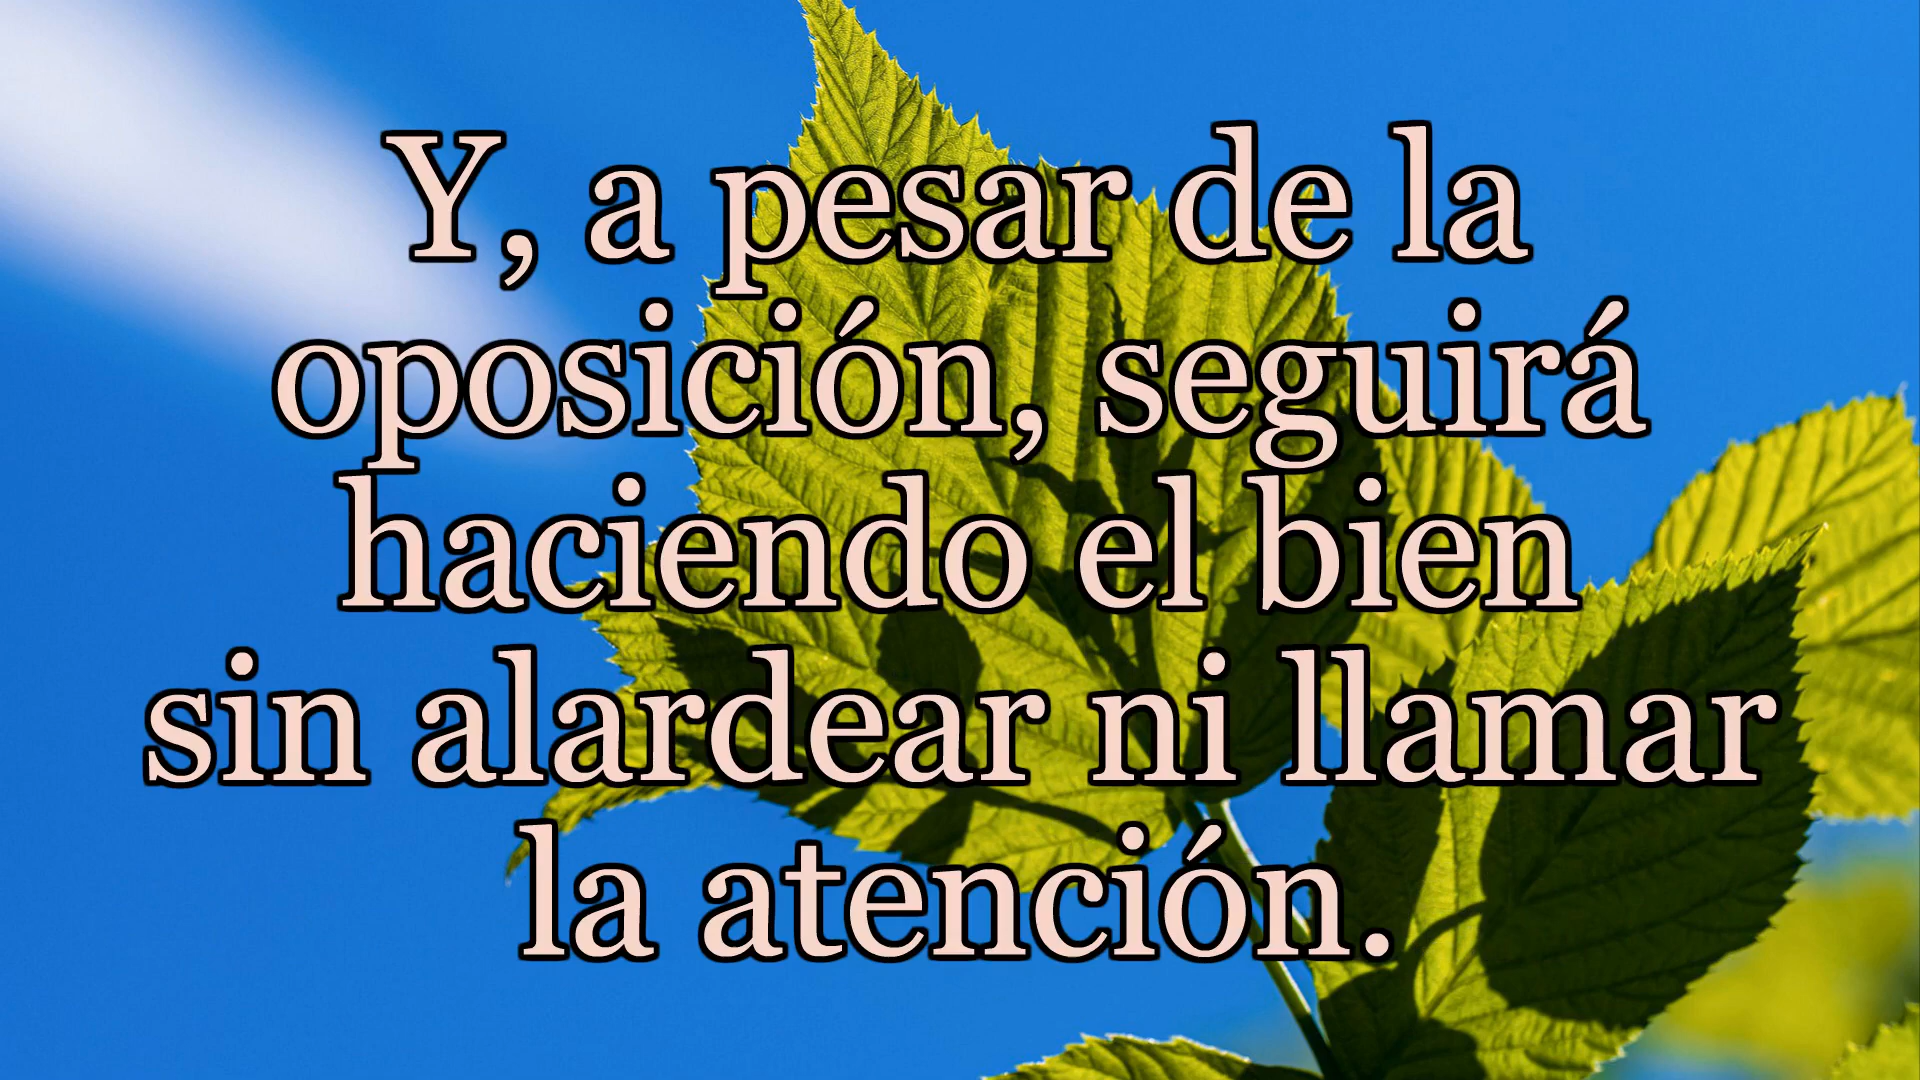 Y, a pesar de la
oposición, seguirá
haciendo el bien
sin alardear ni llamar
la atención.